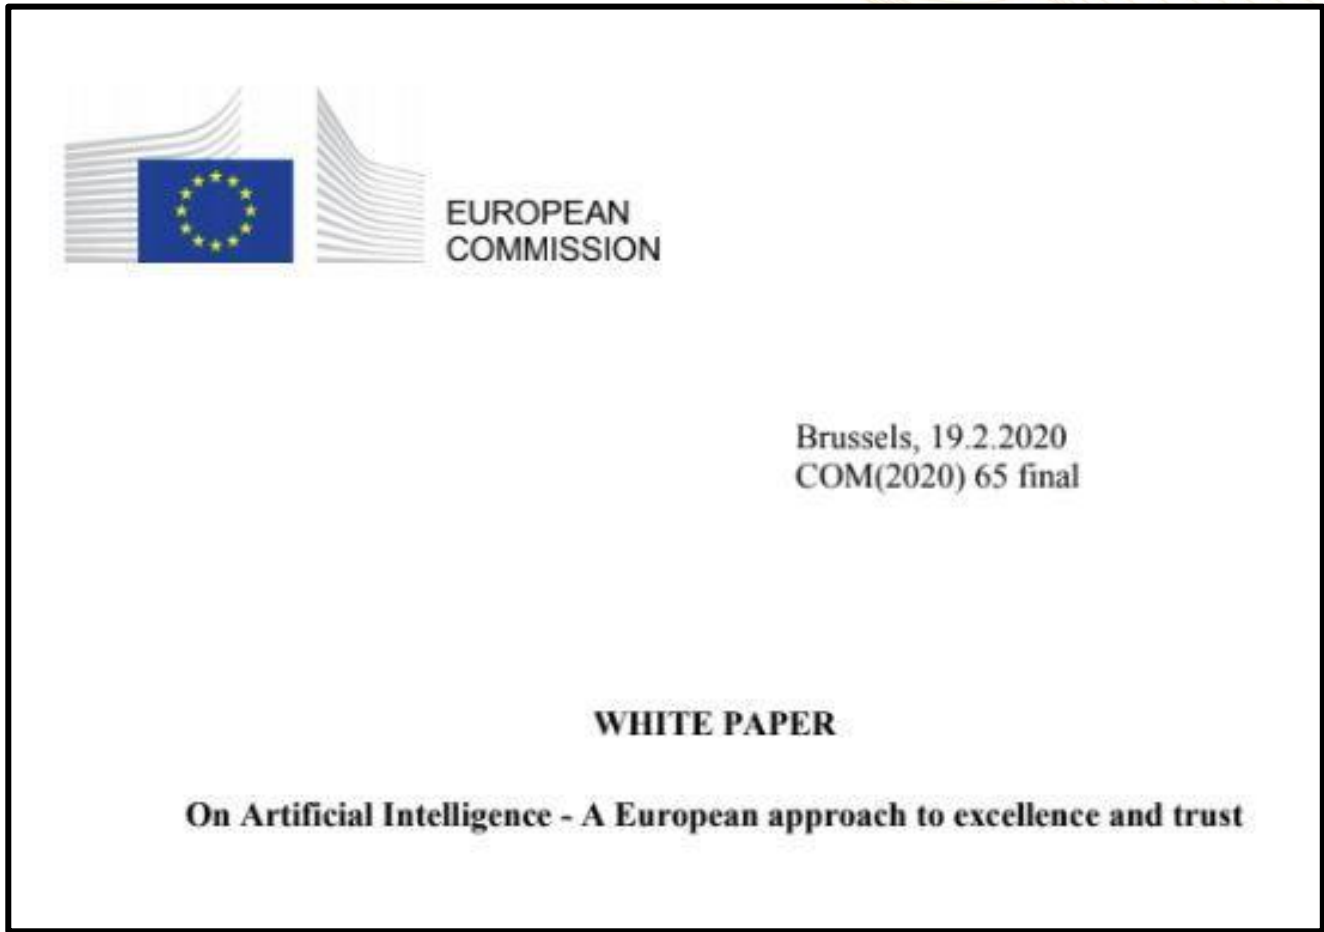 EUROPEAN
COMMISSION
Brussels, 19.2.2020
COM(2020) 65 final
WHITE PAPER
On Artificial Intelligence - A European approach to excellence and trust